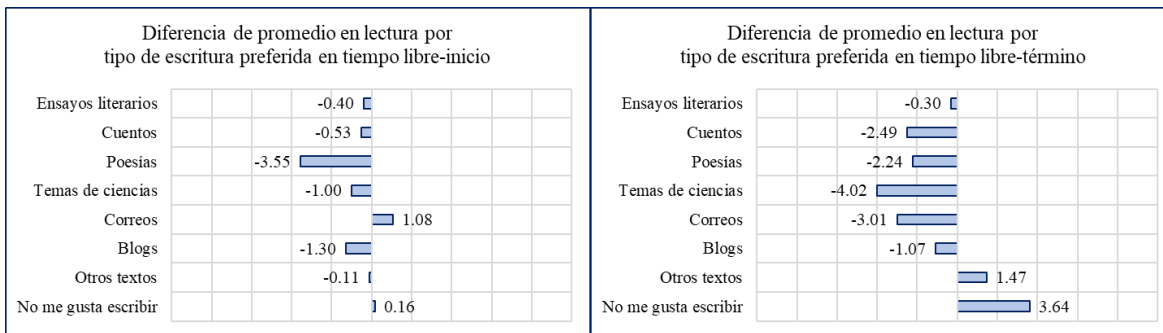 Diferencia de promedio en lectura por
tipo de escritura preferida en tiempo libre-inicio
Ensayos literarios -0.40
Cuentos -0.53
Poesías -3.55
Temas de ciencias -1.00
Correos 1.08
Blogs -1.30
Otros textos -0.11
No me gusta escribir 0.16
Diferencia de promedio en lectura por
tipo de escritura preferida en tiempo libre-término
Ensayos literarios -0.30
Cuentos -2.49
Poesías -2.24
Temas de ciencias -4.02
Correos -3.01
Blogs -1.07
Otros textos 1.47
No me gusta escribir 3.64